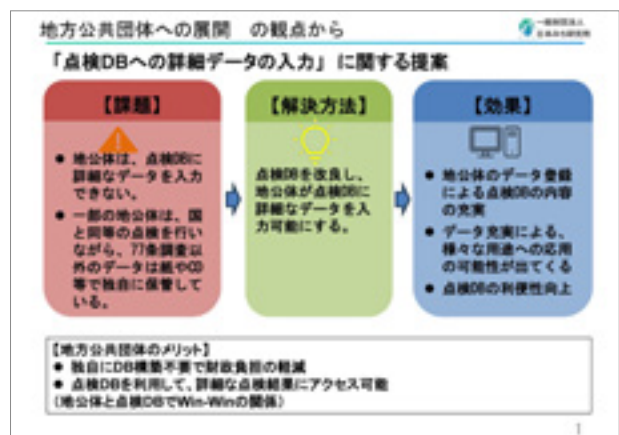 地方公共団体への展開 の観点から
一般財団法人
日本みち研究所
「点検DBへの詳細データの入力」に関する提案
【課題】
● 地公体は、点検DBに
詳細なデータを入力
できない。
● 一部の地公体は、国
と同等の点検を行い
ながら、77条調査以
外のデータは紙やCD
等で独自に保管して
いる。
【解決方法】
点検DBを改良し、
地公体が点検DBに
詳細なデータを入
力可能にする。
【効果】
● 地公体のデータ登録
による点検DBの内容
の充実
● データ充実による、
様々な用途への応用
の可能性が出てくる
● 点検DBの利便性向上
【地方公共団体のメリット】
● 独自にDB構築不要で財政負担の軽減
● 点検DBを利用して、詳細な点検結果にアクセス可能
(地公体と点検DBでWin-Winの関係)
1